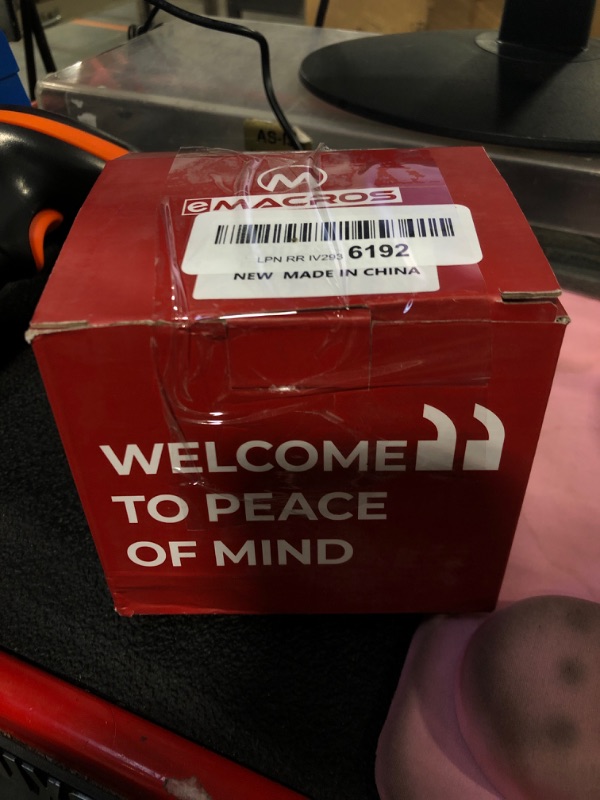 M
eMACROS
LPN RR IV293 6192
NEW MADE IN CHINA
WELCOME"
TO PEACE
OF MIND